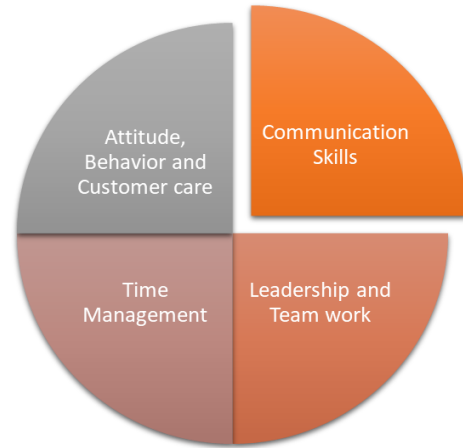 Attitude,
Behavior and
Customer care
Communication
Skills
Time
Management
Leadership and
Team work